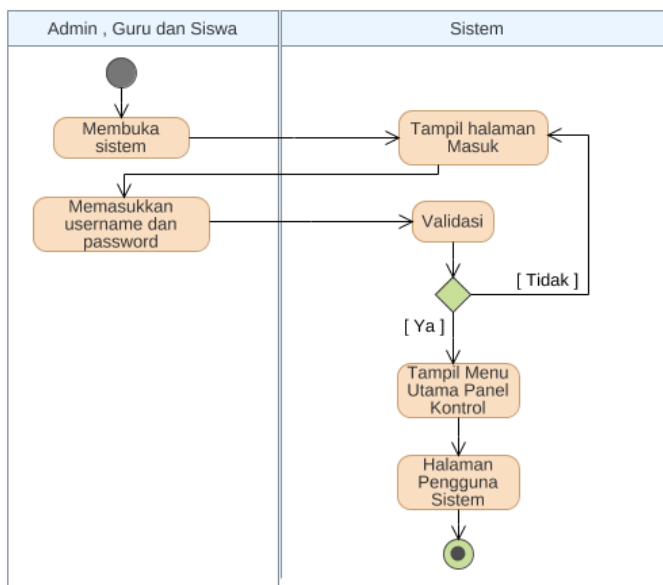 Admin , Guru dan Siswa
Sistem
Membuka
sistem
Tampil halaman
Masuk
Memasukkan
username dan
password
Validasi
[ Tidak ]
[ Ya ]
Tampil Menu
Utama Panel
Kontrol
Halaman
Pengguna
Sistem